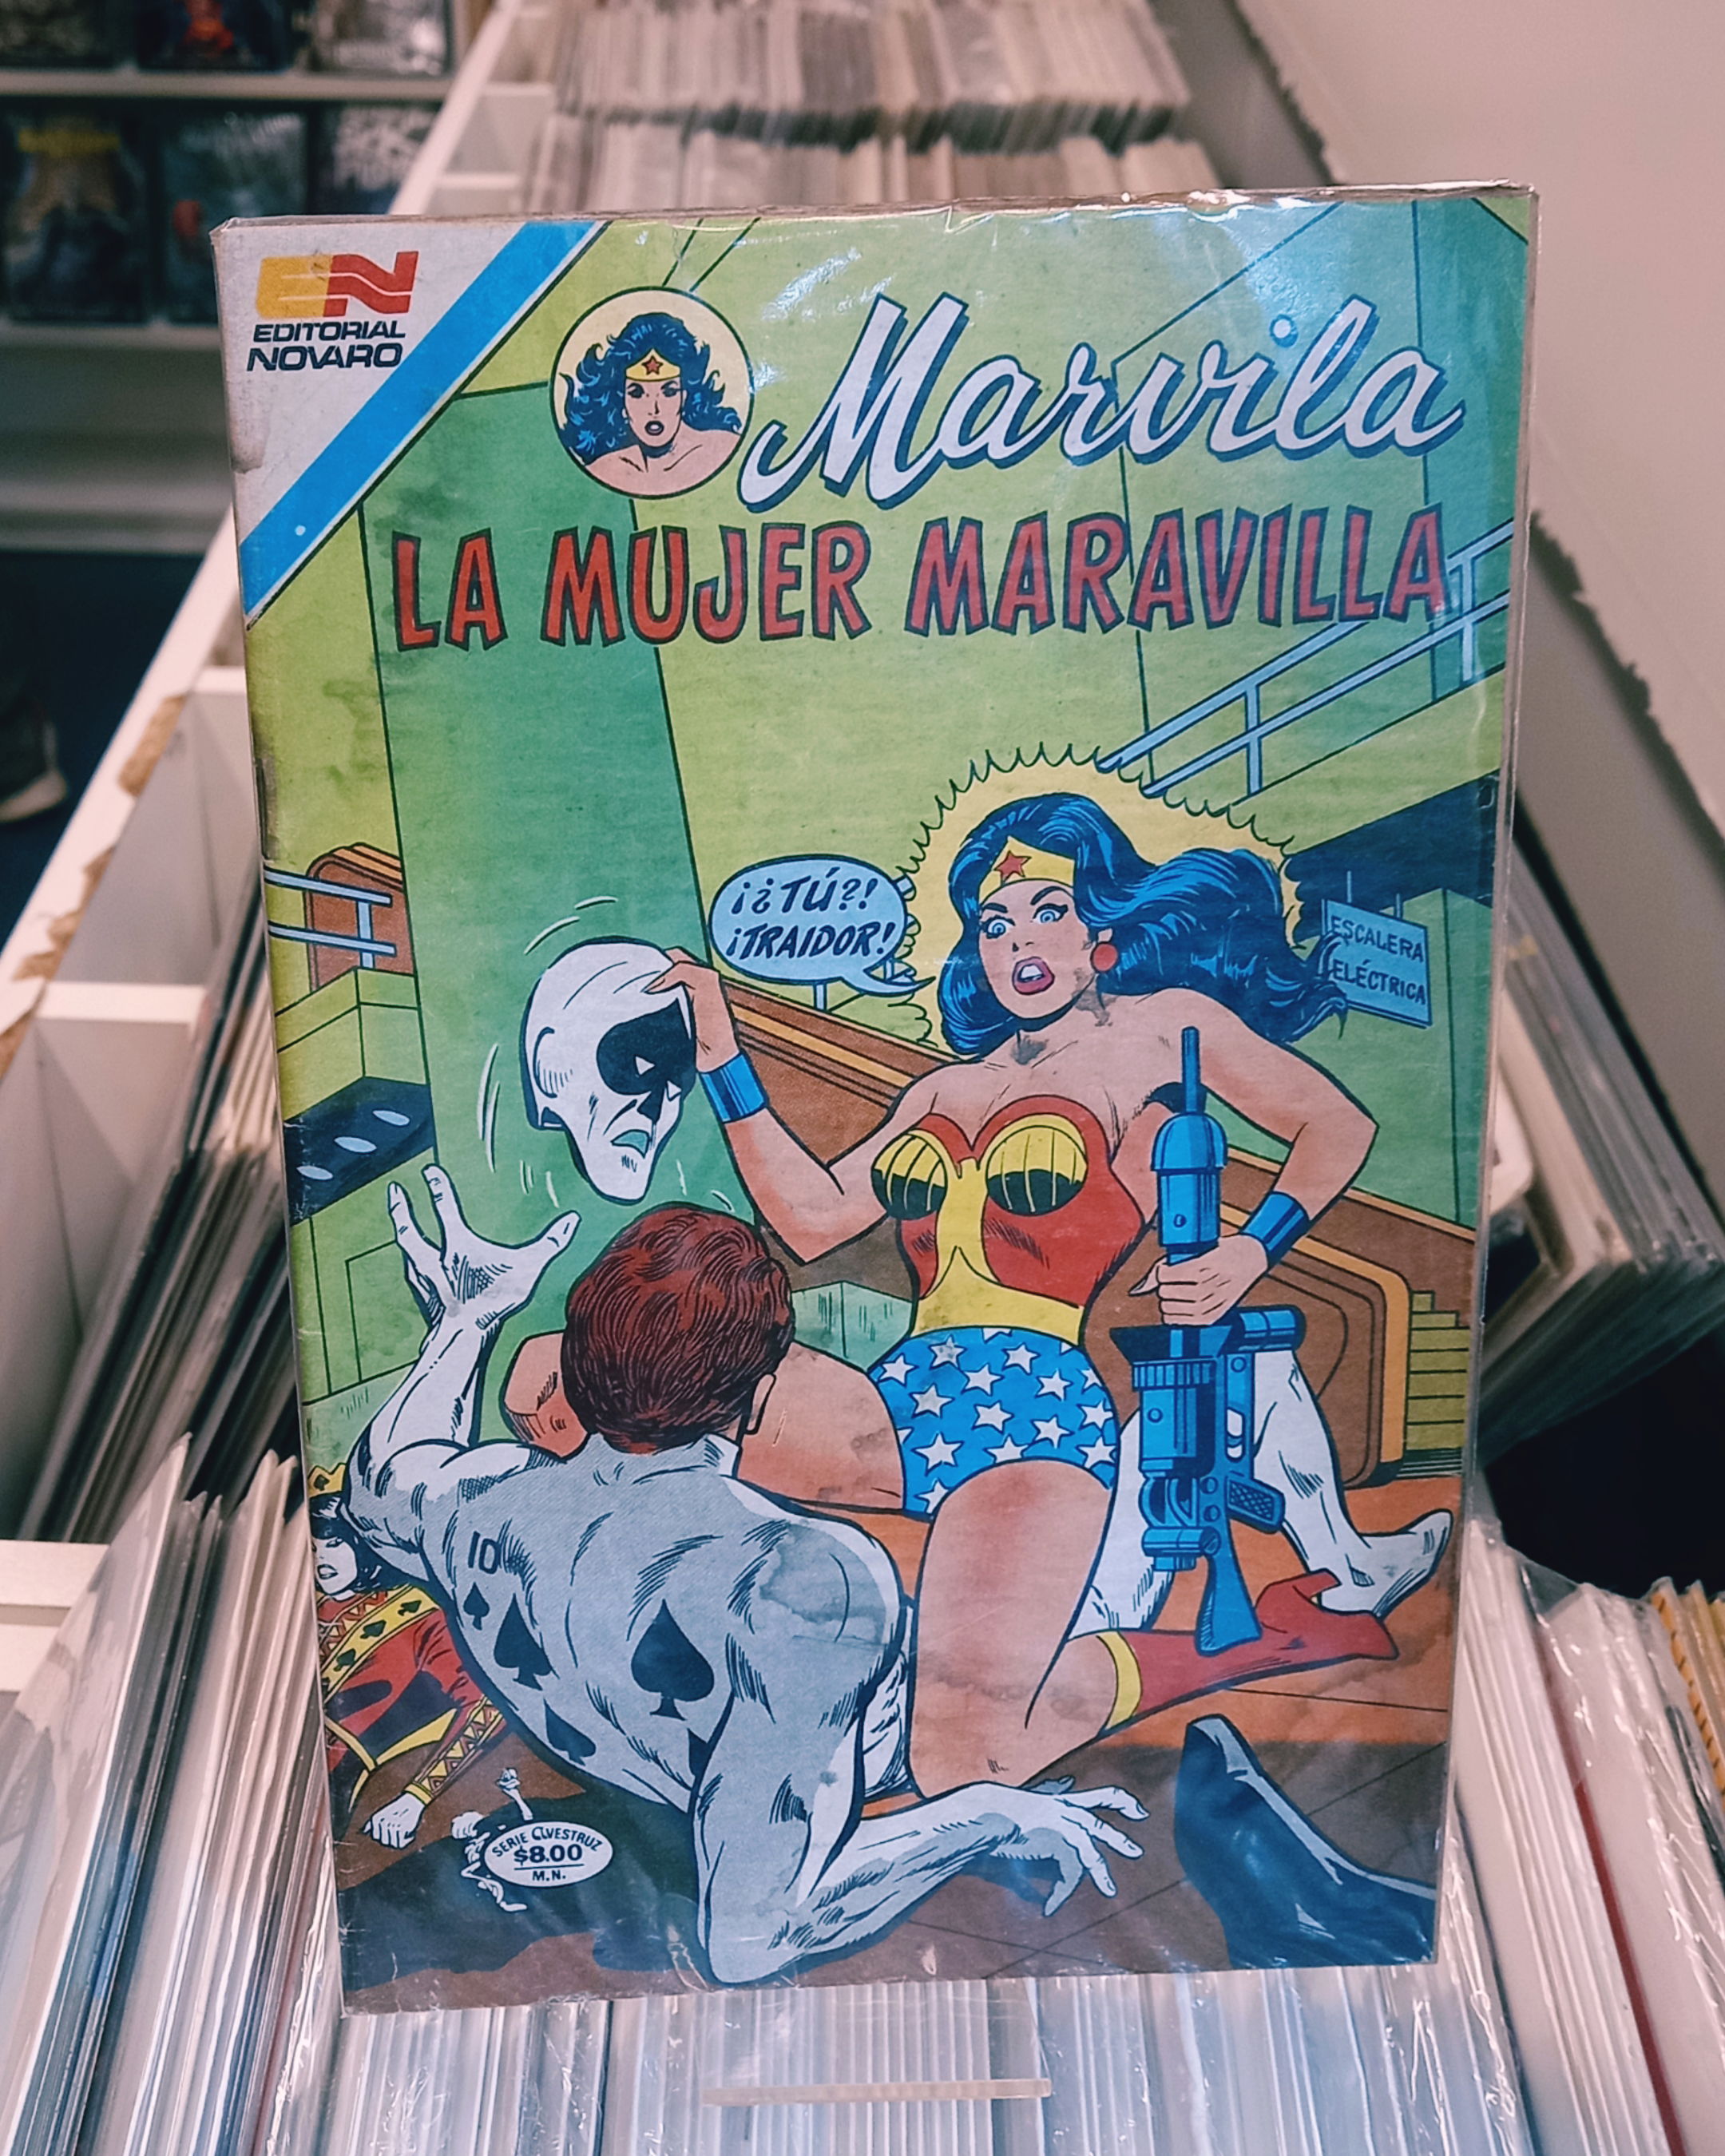 EN
EDITORIAL
NOVARO
Marvila
LA MUJER MARAVILLA
¡¿TÚ?!
¡TRAIDOR!
ESCALERA
ELÉCTRICA
10
SERIE AVESTRUZ
$8.00
M.N.